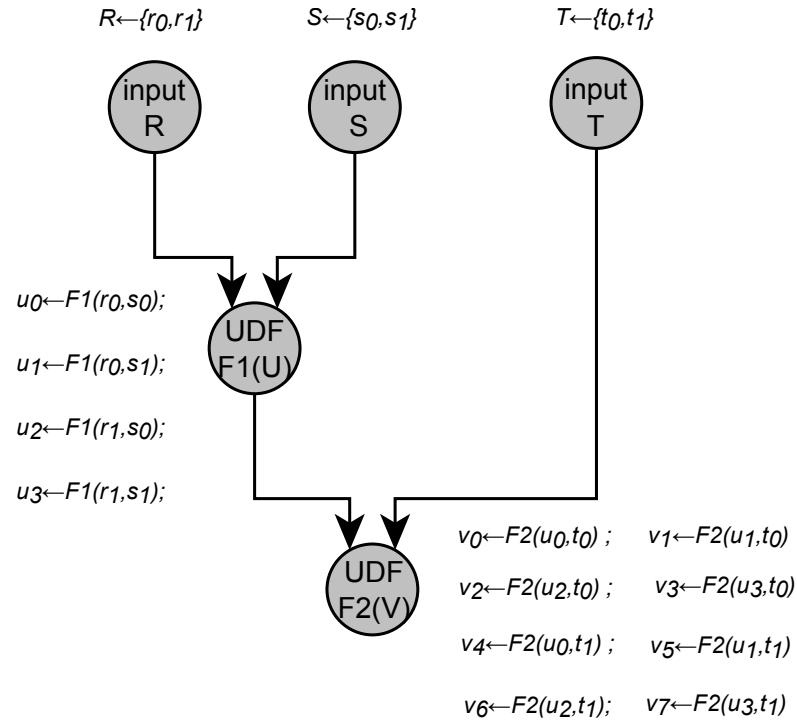 R←{r0,r1} S←{s0,s1} T←{t0,t1}
input
R
input
S
input
T
u0←F1(r0,s0);
u1←F1(r0,s1);
u2←F1(r1,s0);
u3←F1(r1,s1);
UDF
F1(U)
UDF
F2(V)
v0←F2(u0,t0) ; v1←F2(u1,t0)
v2←F2(u2,t0) ; v3←F2(u3,t0)
v4←F2(u0,t1) ; v5←F2(u1,t1)
v6←F2(u2,t1); v7←F2(u3,t1)